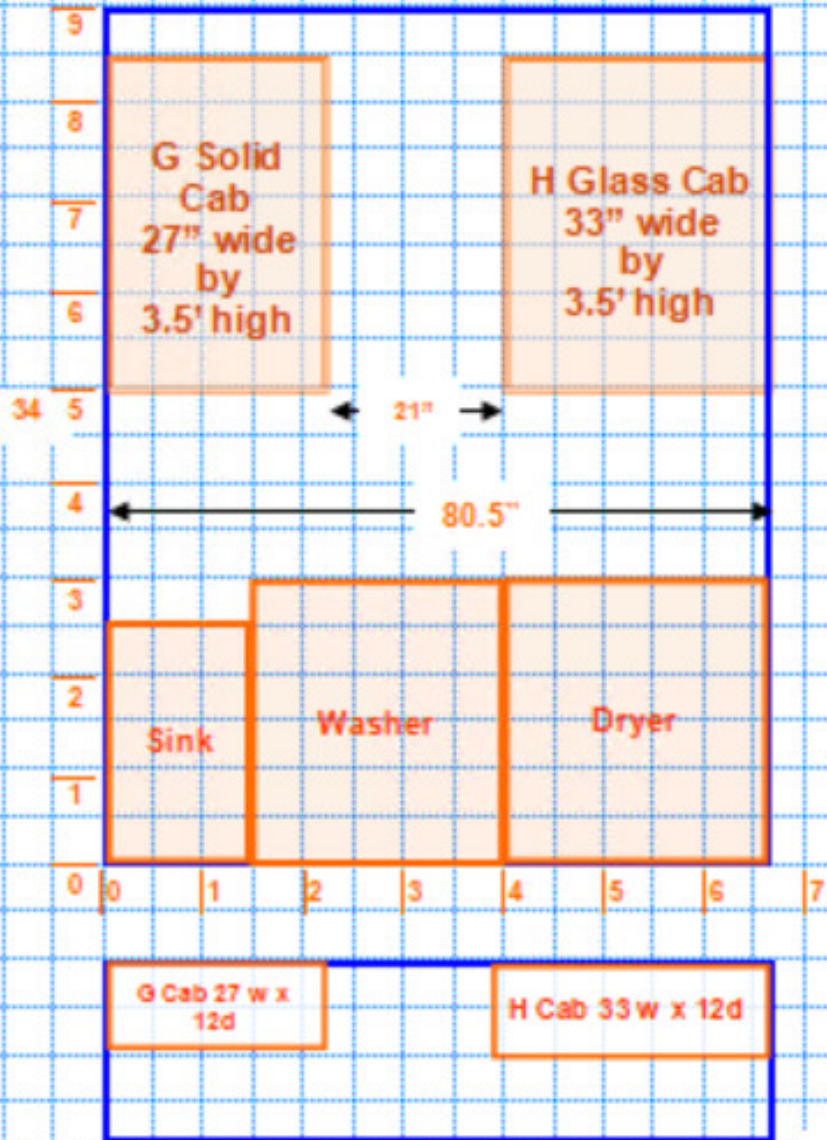 9
8
G Solid
Cab
27” wide
by
3.5’ high
H Glass Cab
33” wide
by
3.5’ high
7
6
34 5
21”
4
80.5”
3
2
Sink
Washer
Dryer
1
0
0 1 2 3 4 5 6 7
G Cab 27 w x
12d
H Cab 33 w x 12d